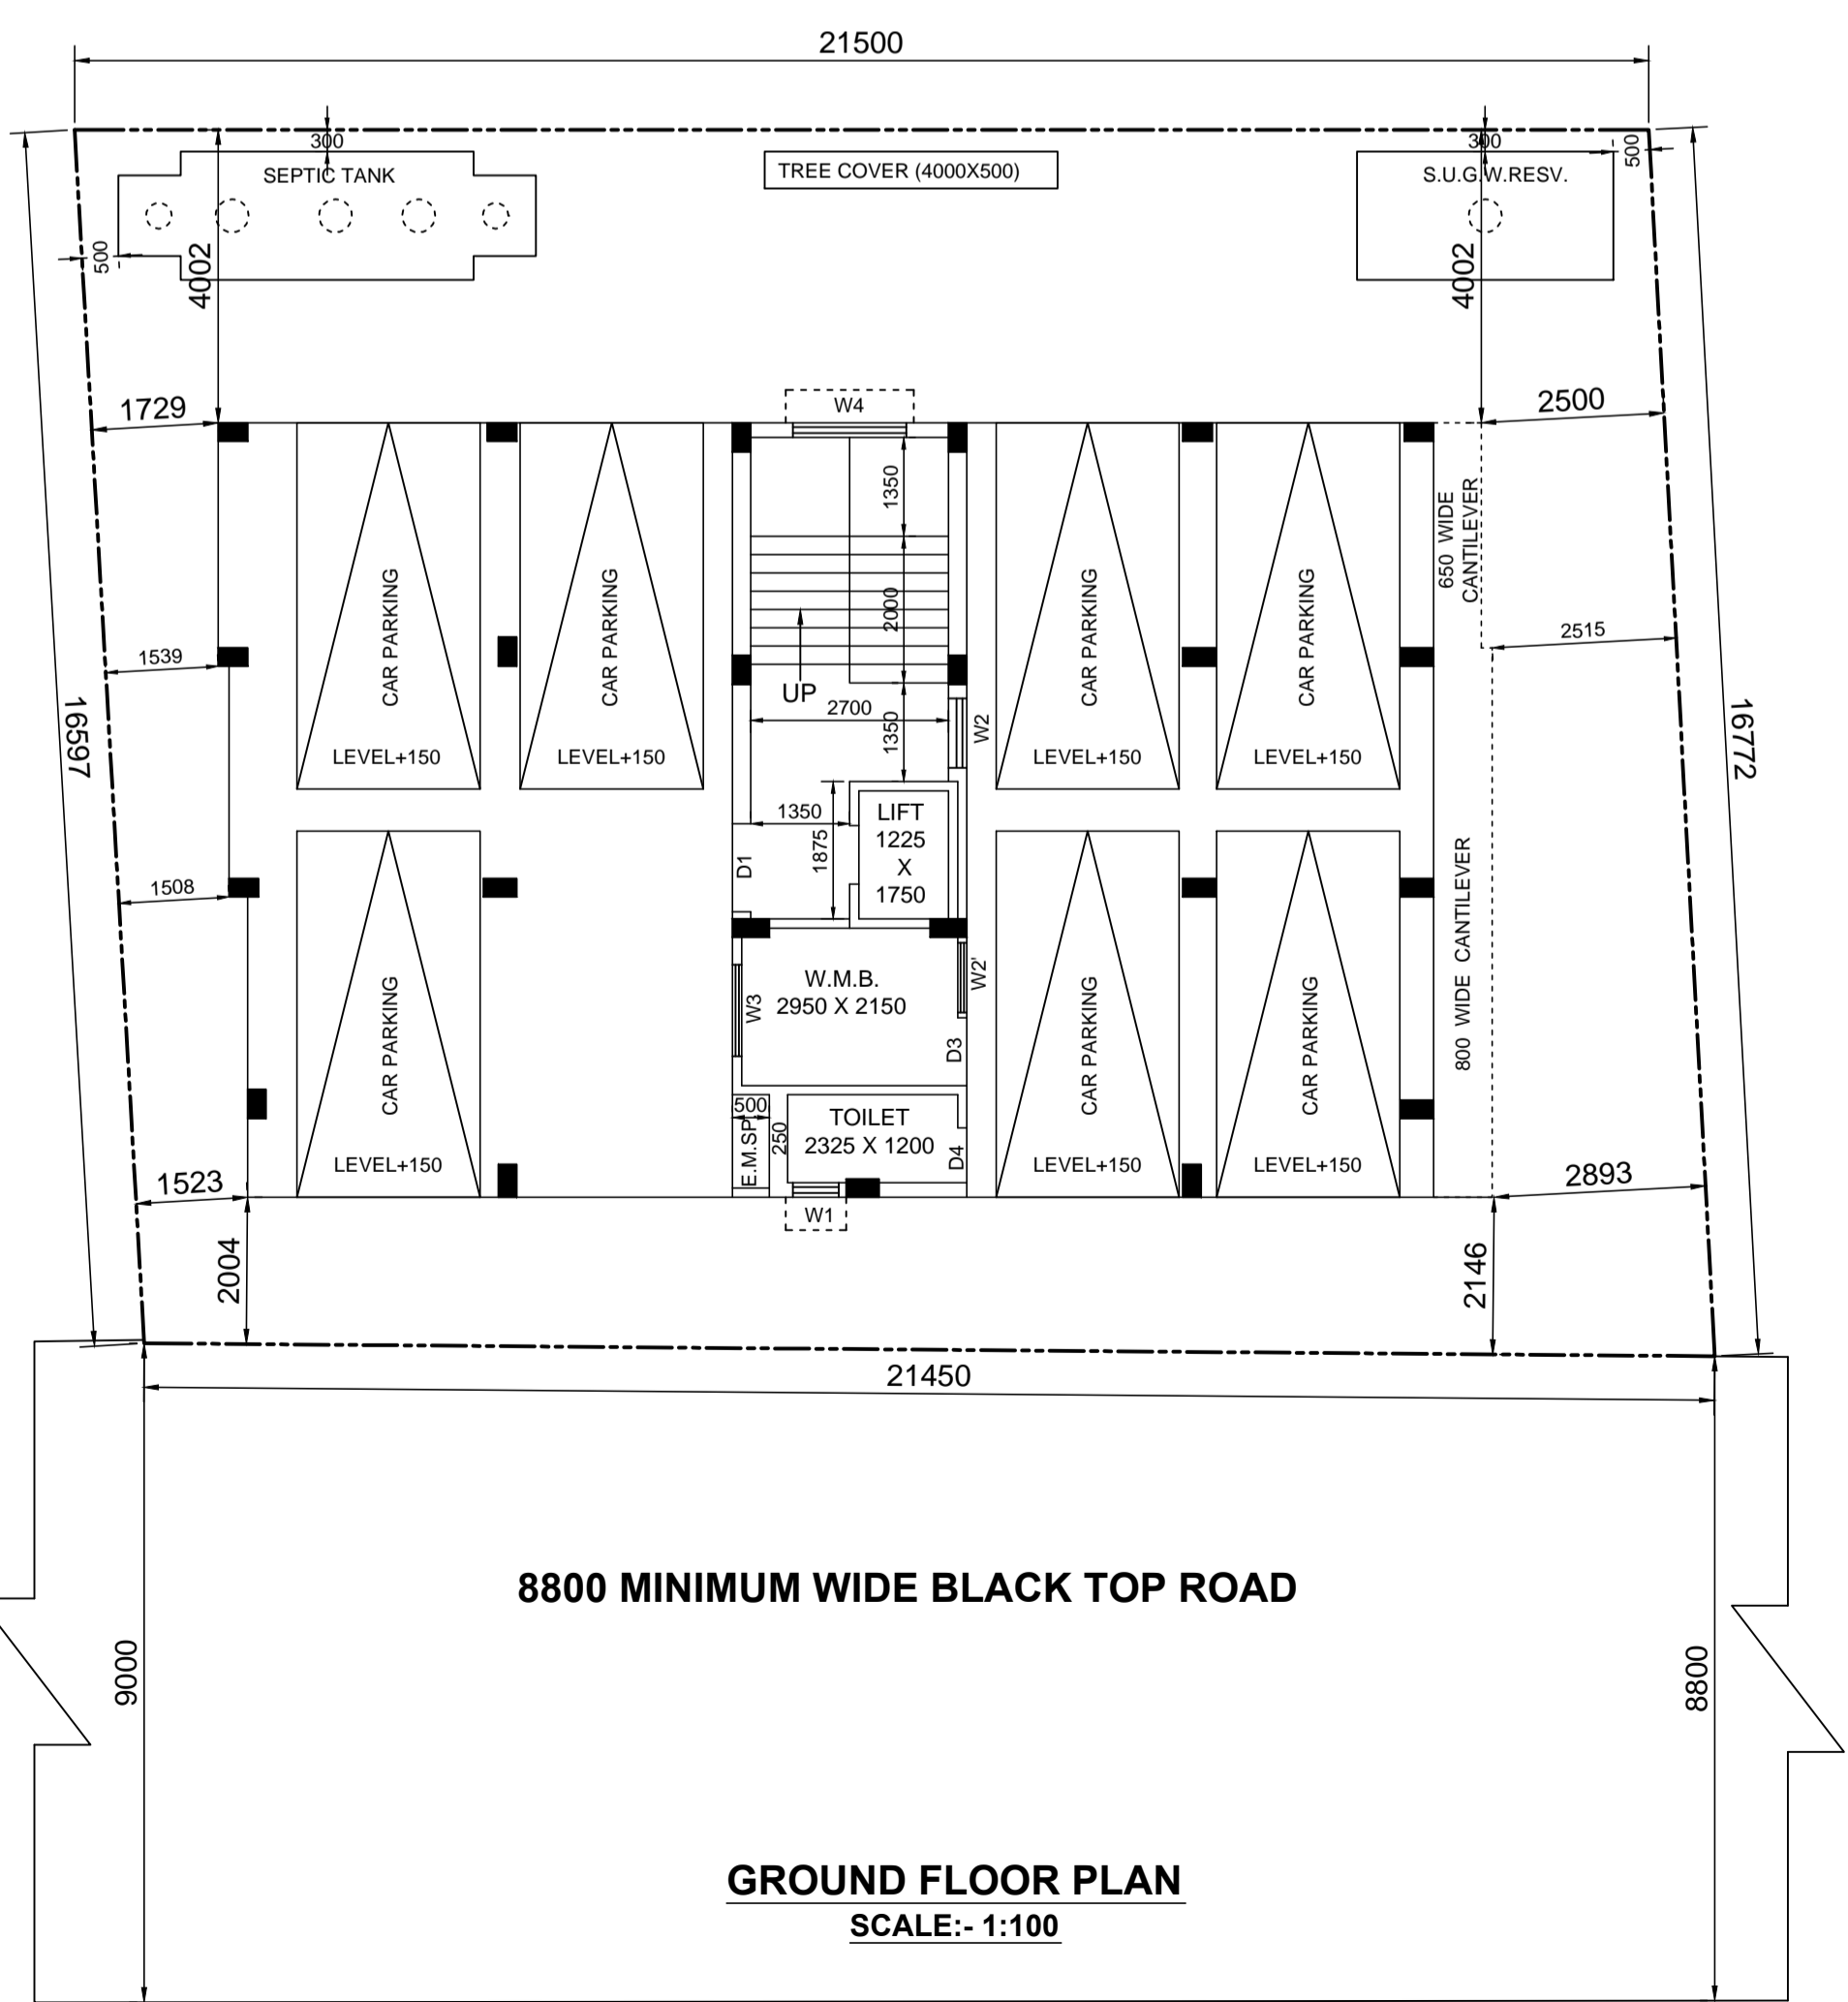 21500
300
300
500
SEPTIC TANK
TREE COVER (4000X500)
S.U.G.W.RESV.
500
4002
4002
1729
2500
W4
1350
650 WIDE
CANTILEVER
CAR PARKING
CAR PARKING
CAR PARKING
CAR PARKING
2000
1539
2515
UP
2700
1350
W2
16597
16772
LEVEL+150
LEVEL+150
LEVEL+150
LEVEL+150
1350
1875
LIFT
1225
X
1750
D1
1508
800 WIDE CANTILEVER
W.M.B.
2950 X 2150
W3
W2'
D3
CAR PARKING
CAR PARKING
CAR PARKING
500
E.M.SP
250
TOILET
2325 X 1200
D4
LEVEL+150
LEVEL+150
LEVEL+150
1523
2893
W1
2004
2146
21450
8800 MINIMUM WIDE BLACK TOP ROAD
9000
8800
GROUND FLOOR PLAN
SCALE:- 1:100